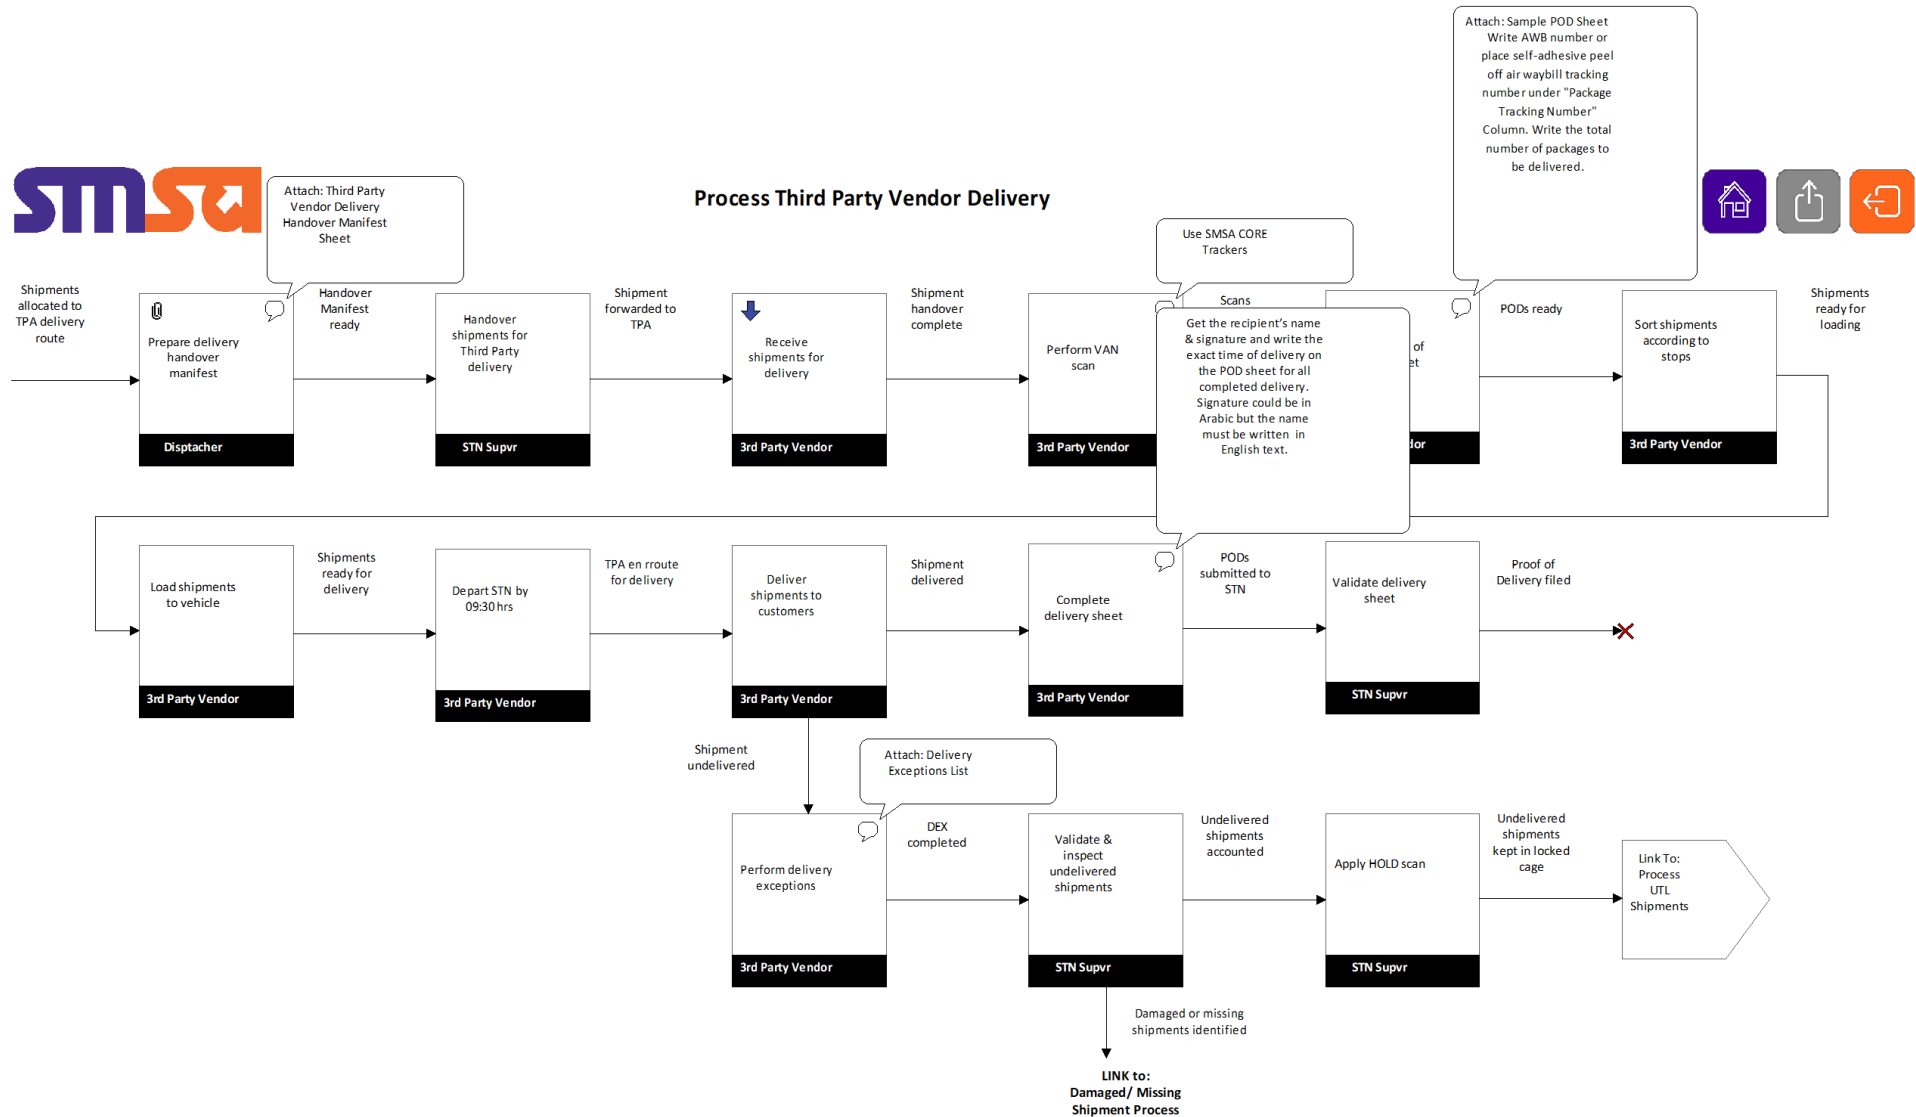 Attach: Sample POD Sheet
Write AWB number or
place self-adhesive peel
off air waybill tracking
number under "Package
Tracking Number"
Column. Write the total
number of packages to
be delivered.
smsa
Attach: Third Party
Vendor Delivery
Handover Manifest
Sheet
Process Third Party Vendor Delivery
Use SMSA CORE
Trackers
Shipments
allocated to
TPA delivery
route
Prepare delivery
handover
manifest
Disptacher
Handover
Manifest
ready
Handover
shipments for
Third Party
delivery
STN Supvr
Shipment
forwarded to
TPA
Receive
shipments for
delivery
3rd Party Vendor
Shipment
handover
complete
Perform VAN
scan
3rd Party Vendor
Scans
Get the recipient's name
& signature and write the
exact time of delivery on
the POD sheet for all
completed delivery.
Signature could be in
Arabic but the name
must be written in
English text.
of
PODs ready
Sort shipments
according to
stops
3rd Party Vendor
Shipments
ready for
loading
Load shipments
to vehicle
3rd Party Vendor
Shipments
ready for
delivery
Depart STN by
09:30 hrs
3rd Party Vendor
TPA en rroute
for delivery
Deliver
shipments to
customers
3rd Party Vendor
Shipment
delivered
Complete
delivery sheet
3rd Party Vendor
PODs
submitted to
STN
Validate delivery
sheet
STN Supvr
Proof of
Delivery filed
Shipment
undelivered
Attach: Delivery
Exceptions List
Perform delivery
exceptions
3rd Party Vendor
DEX
completed
Validate &
inspect
undelivered
shipments
STN Supvr
Undelivered
shipments
accounted
Apply HOLD scan
STN Supvr
Undelivered
shipments
kept in locked
cage
Link To:
Process
UTL
Shipments
Damaged or missing
shipments identified
LINK to:
Damaged/ Missing
Shipment Process